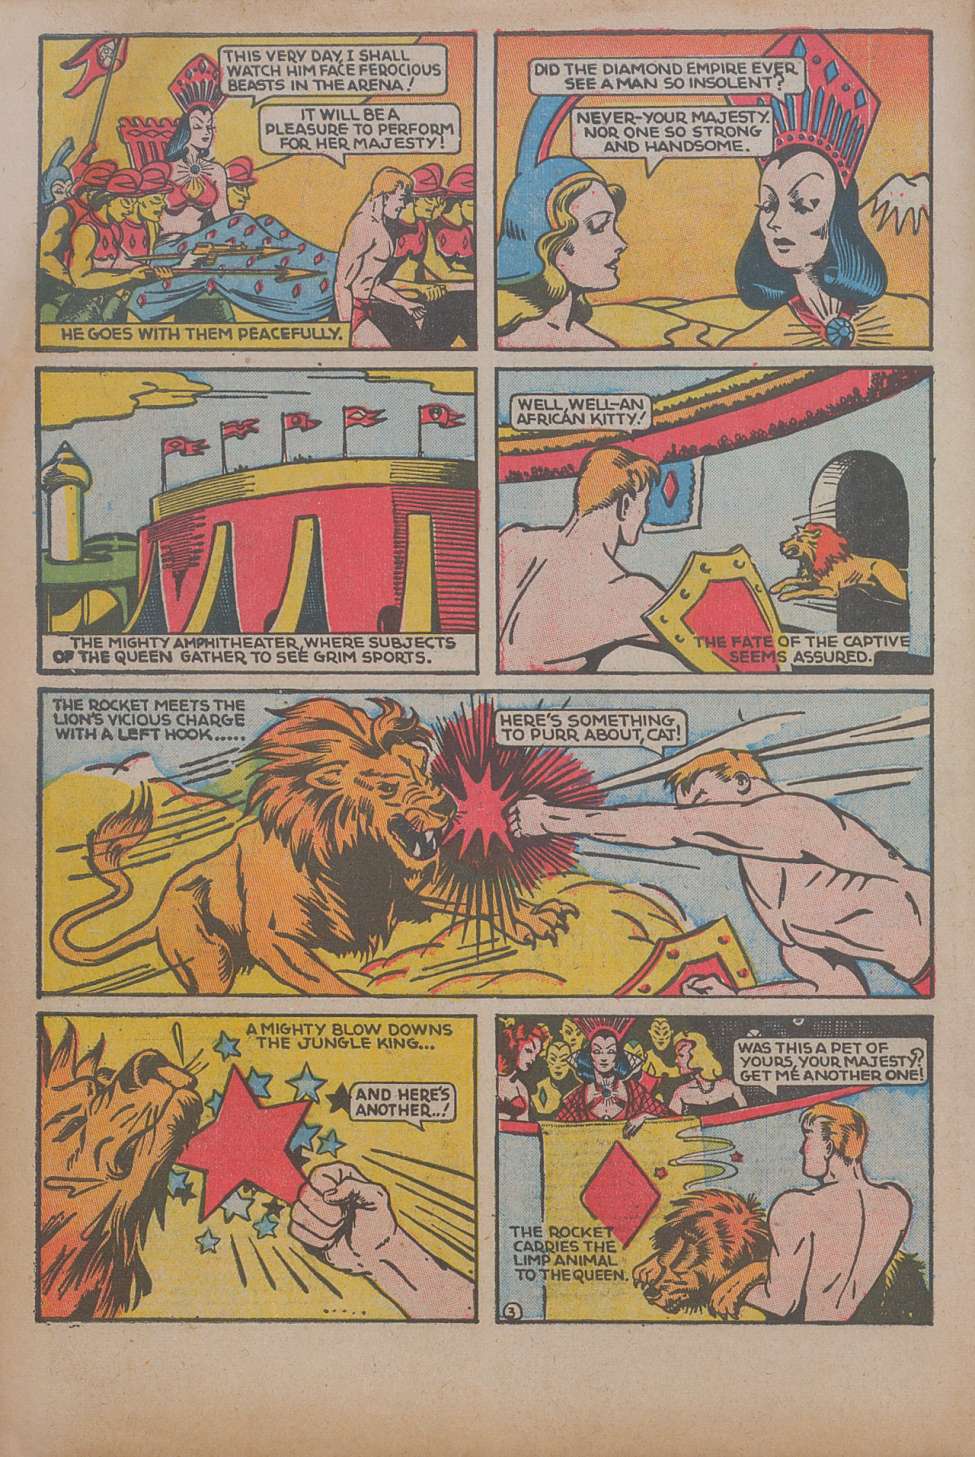 THIS VERY DAY, I SHALL
WATCH HIM FACE FEROCIOUS
BEASTS IN THE ARENA!
IT WILL BE A
PLEASURE TO PERFORM
FOR HER MAJESTY!
HE GOES WITH THEM PEACEFULLY.
DID THE DIAMOND EMPIRE EVER
SEE A MAN SO INSOLENT?
NEVER-YOUR MAJESTY.
NOR ONE SO STRONG
AND HANDSOME.
THE MIGHTY AMPHITHEATER, WHERE SUBJECTS
OF THE QUEEN GATHER TO SEE GRIM SPORTS.
WELL, WELL-AN
AFRICAN KITTY!
THE FATE OF THE CAPTIVE
SEEMS ASSURED.
THE ROCKET MEETS THE
LION'S VICIOUS CHARGE
WITH A LEFT HOOK.....
HERE'S SOMETHING
TO PURR ABOUT, CAT!
A MIGHTY BLOW DOWNS
THE JUNGLE KING...
AND HERE'S
ANOTHER..!
WAS THIS A PET OF
YOURS, YOUR MAJESTY?
GET ME ANOTHER ONE!
THE ROCKET
CARRIES THE
LIMP ANIMAL
TO THE QUEEN.
3